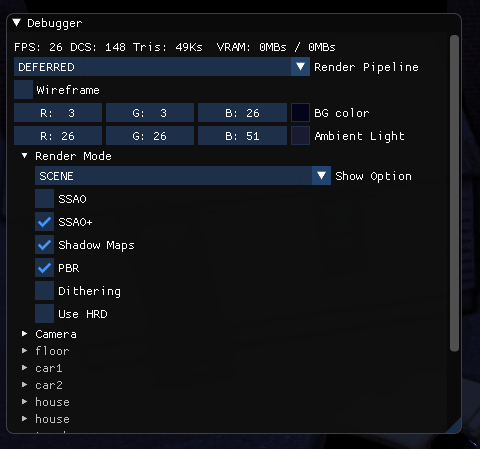 Debugger
FPS: 26 DCS: 148 Tris: 49Ks VRAM: 0MBs / 0MBs
DEFERRED Render Pipeline
Wireframe
R: 3 G: 3 B: 26 BG color
R: 26 G: 26 B: 51 Ambient Light
Render Mode
SCENE Show Option
SSAO
SSAO+
Shadow Maps
PBR
Dithering
Use HRD
Camera
floor
car1
car2
house
house